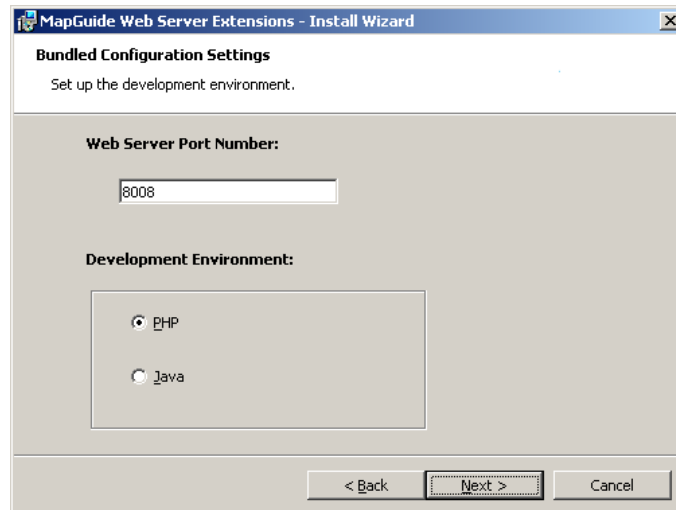 MapGuide Web Server Extensions - Install Wizard
Bundled Configuration Settings
Set up the development environment.
Web Server Port Number:
8008
Development Environment:
PHP
Java
< Back Next > Cancel